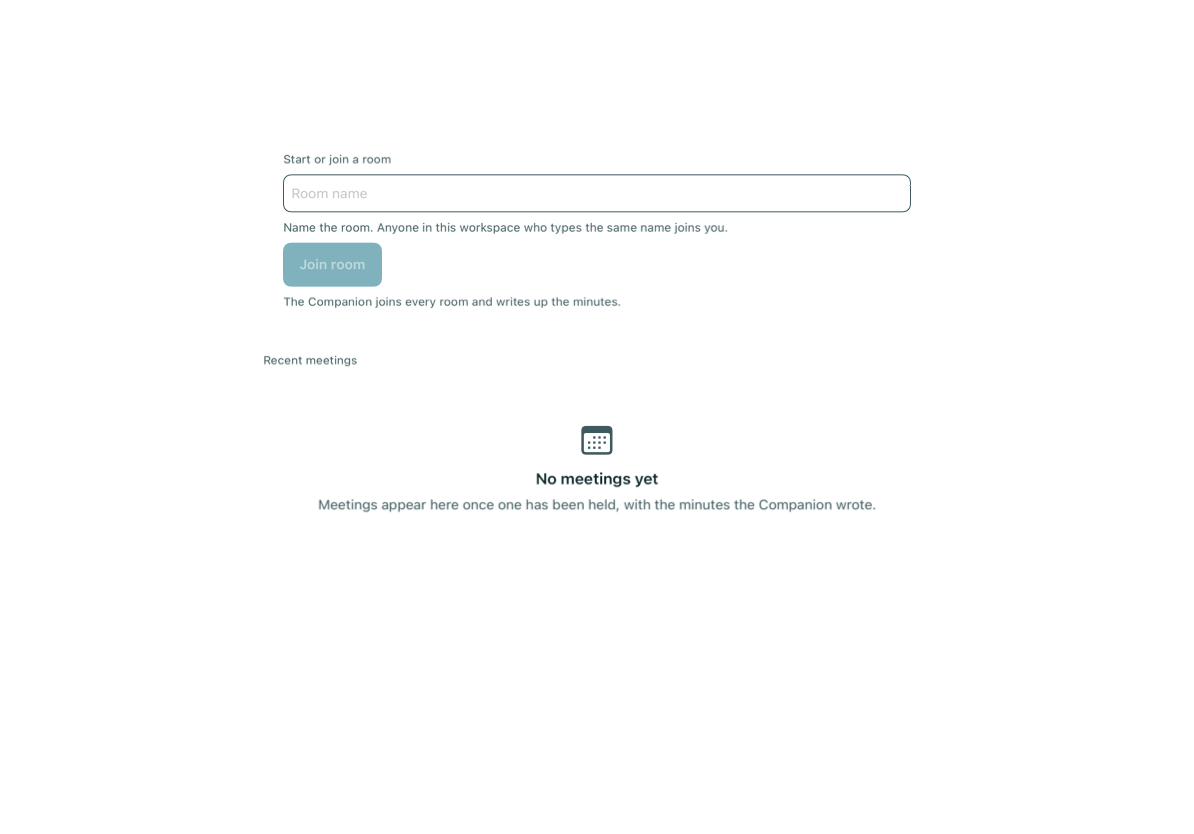 Start or join a room
Room name
Name the room. Anyone in this workspace who types the same name joins you.
Join room
The Companion joins every room and writes up the minutes.
Recent meetings
No meetings yet
Meetings appear here once one has been held, with the minutes the Companion wrote.